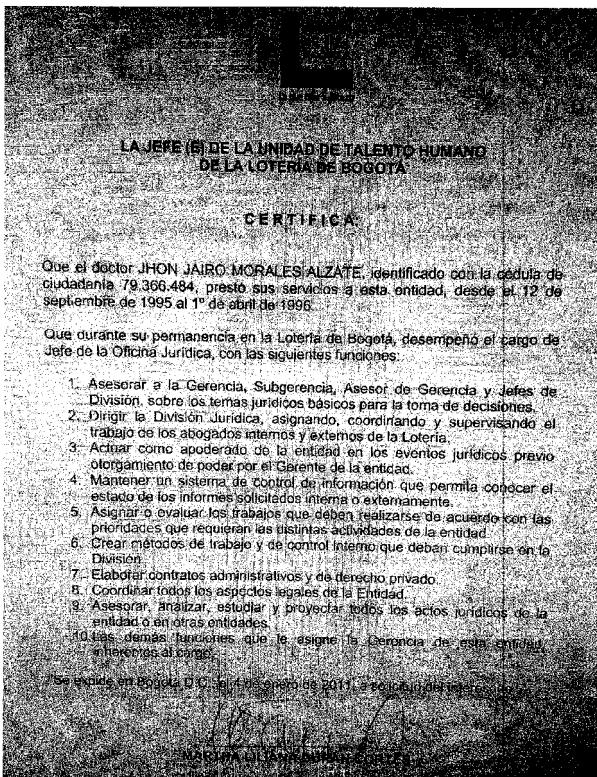 LA JEFE (E) DE LA UNIDAD DE TALENTO HUMANO
DE LA LOTERÍA DE BOGOTÁ
CERTIFICA:
Que el doctor JHON JAIRO MORALES ALZATE, identificado con la cédula de
ciudadanía 79.366.484, prestó sus servicios a esta entidad, desde el 12 de
septiembre de 1995 al 1º de abril de 1996.
Que durante su permanencia en la Lotería de Bogotá, desempeñó el cargo de
Jefe de la Oficina Jurídica, con las siguientes funciones:
1. Asesorar a la Gerencia, Subgerencia, Asesor de Gerencia y Jefes de
División, sobre los temas jurídicos básicos para la toma de decisiones.
2. Dirigir la División Jurídica, asignando, coordinando y supervisando el
trabajo de los abogados internos y externos de la Lotería.
3. Actuar como apoderado de la entidad en los eventos jurídicos previo
otorgamiento de poder por el Gerente de la entidad.
4. Mantener un sistema de control de información que permita conocer el
estado de los informes solicitados interna o externamente.
5. Asignar o evaluar los trabajos que deben realizarse de acuerdo con las
prioridades que requieran las distintas actividades de la entidad
6. Crear métodos de trabajo y de control interno que deban cumplirse en la
División.
7. Elaborar contratos administrativos y de derecho privado.
8. Coordinar todos los aspectos legales de la Entidad.
9. Asesorar, analizar, estudiar y proyectar todos los actos jurídicos de la
entidad o en otras entidades.
10. Las demás funciones que le asigne la Gerencia de esta entidad,
inherentes al cargo.
Se expide en Bogotá D.C., el 4 de enero de 2011, a solicitud del
MARTHA LILIANA